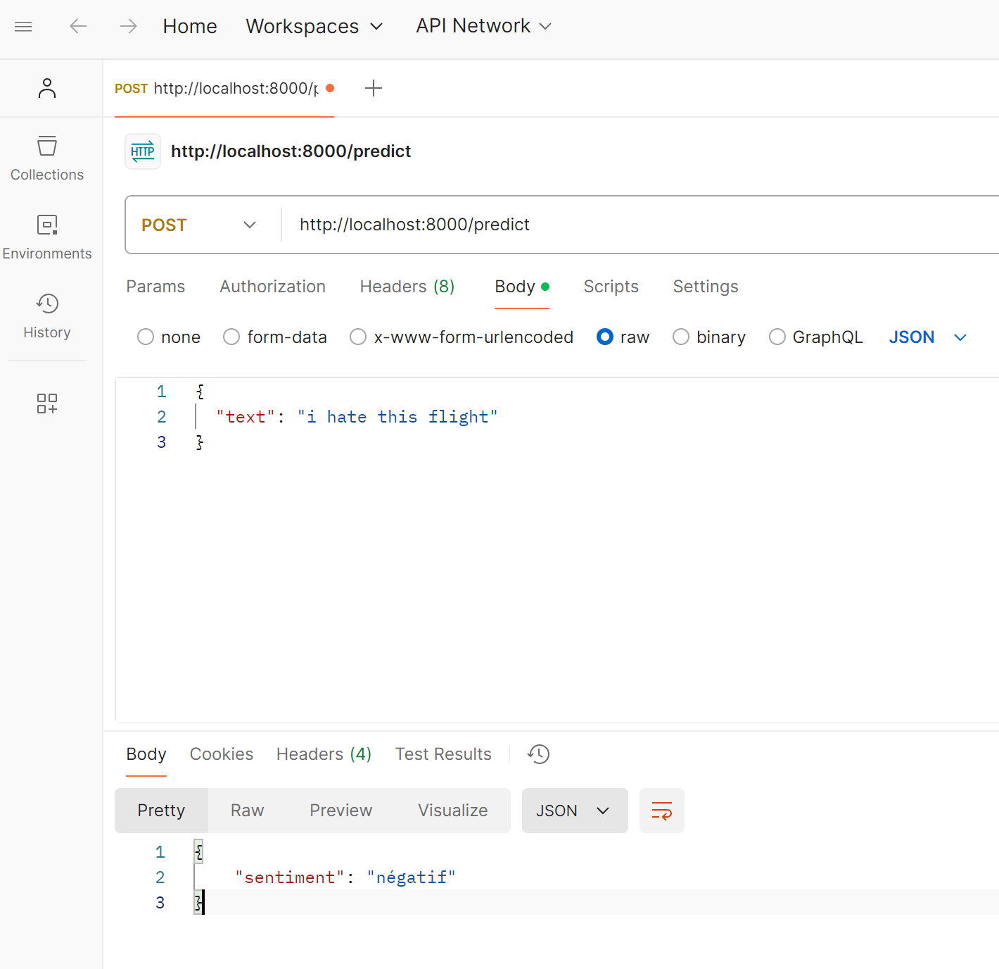 Home Workspaces API Network
POST http://localhost:8000/p
http://localhost:8000/predict
HTTP
Collections
POST http://localhost:8000/predict
Environments
Params Authorization Headers (8) Body Scripts Settings
History
none form-data x-www-form-urlencoded raw binary GraphQL JSON
1 {
2 "text": "i hate this flight"
3 }
Body Cookies Headers (4) Test Results
Pretty Raw Preview Visualize JSON
1 {
2 "sentiment": "négatif"
3 }